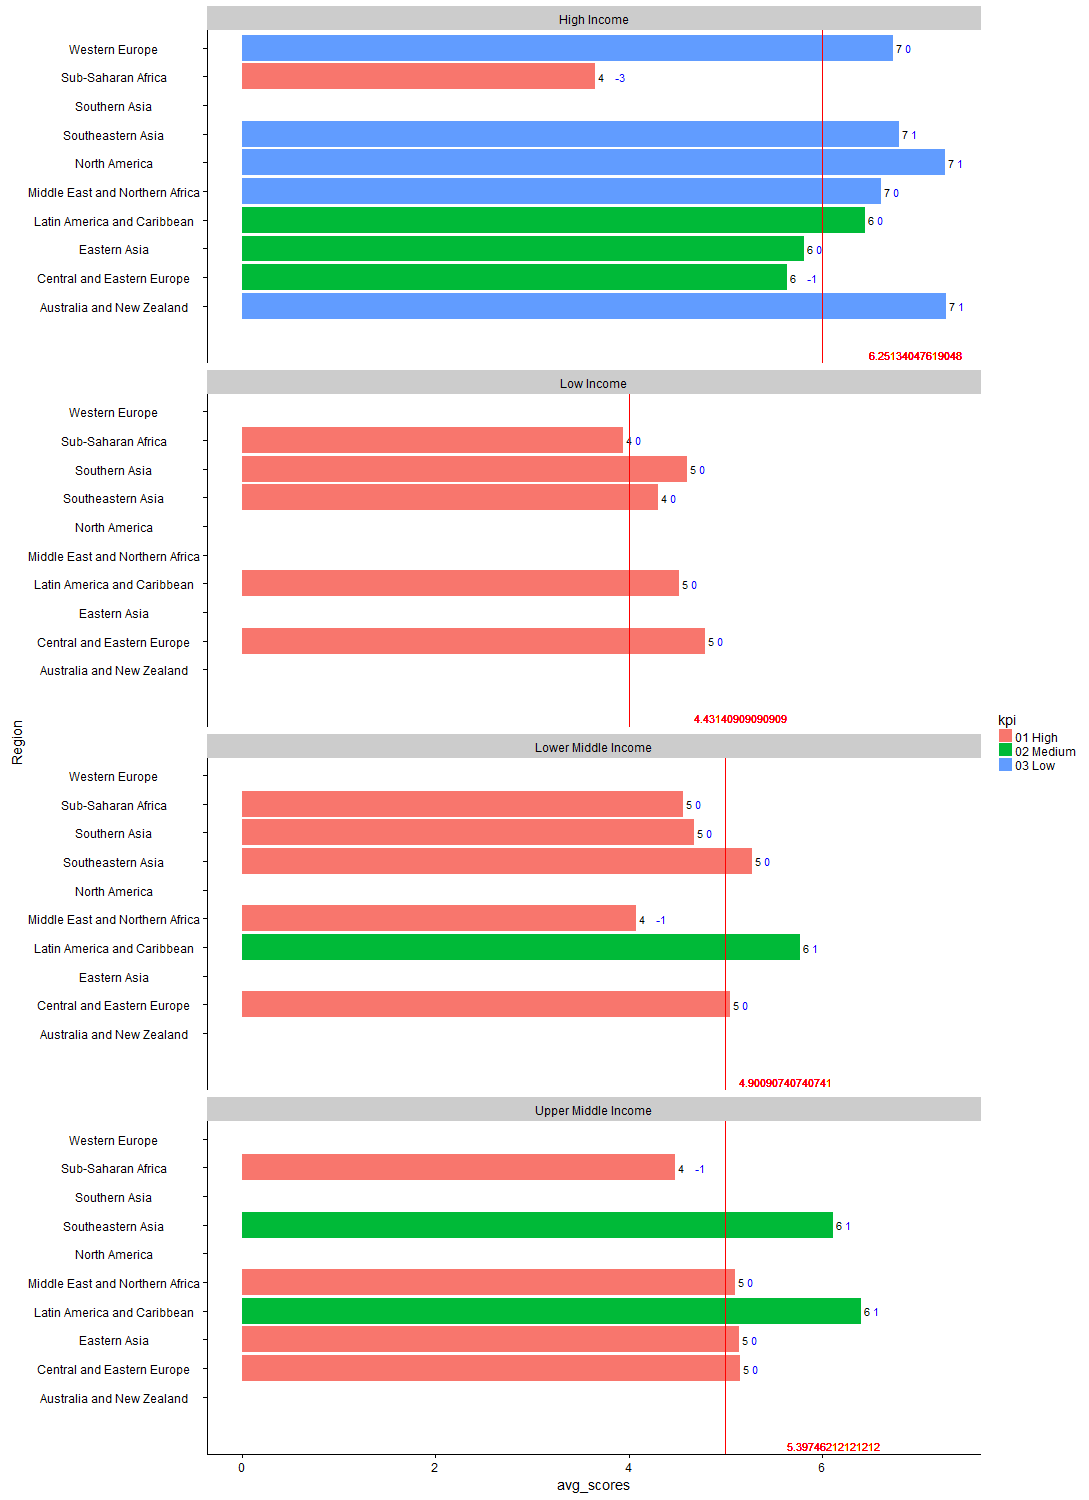 High Income
Western Europe 7 0
Sub-Saharan Africa 4 -3
Southern Asia
Southeastern Asia 7 1
North America 7 1
Middle East and Northern Africa 7 0
Latin America and Caribbean 6 0
Eastern Asia 6 0
Central and Eastern Europe 6 -1
Australia and New Zealand 7 1
6.25134047619048
Low Income
Western Europe
Sub-Saharan Africa 4 0
Southern Asia 5 0
Southeastern Asia 4 0
North America
Middle East and Northern Africa
Latin America and Caribbean 5 0
Eastern Asia
Central and Eastern Europe 5 0
Australia and New Zealand
4.43140909090909
Region
kpi
01 High
02 Medium
03 Low
Lower Middle Income
Western Europe
Sub-Saharan Africa 5 0
Southern Asia 5 0
Southeastern Asia 5 0
North America
Middle East and Northern Africa 4 -1
Latin America and Caribbean 6 1
Eastern Asia
Central and Eastern Europe 5 0
Australia and New Zealand
4.90090740740741
Upper Middle Income
Western Europe
Sub-Saharan Africa 4 -1
Southern Asia
Southeastern Asia 6 1
North America
Middle East and Northern Africa 5 0
Latin America and Caribbean 6 1
Eastern Asia 5 0
Central and Eastern Europe 5 0
Australia and New Zealand
5.39746212121212
0 2 4 6
avg_scores